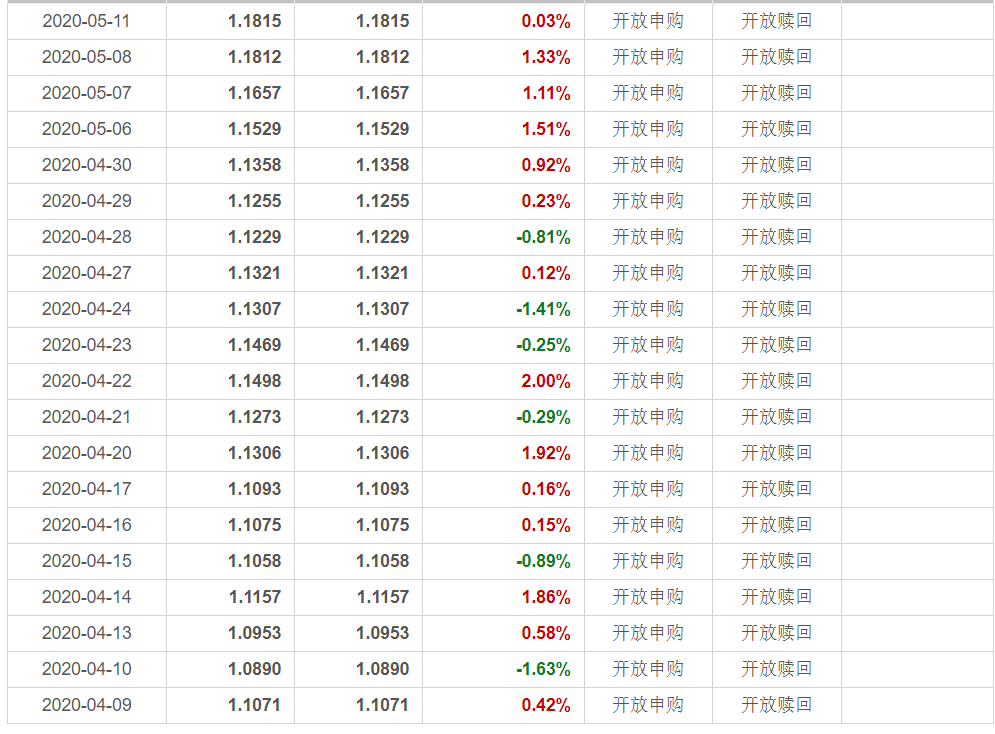 2020-05-11 1.1815 1.1815 0.03% 开放申购 开放赎回
2020-05-08 1.1812 1.1812 1.33% 开放申购 开放赎回
2020-05-07 1.1657 1.1657 1.11% 开放申购 开放赎回
2020-05-06 1.1529 1.1529 1.51% 开放申购 开放赎回
2020-04-30 1.1358 1.1358 0.92% 开放申购 开放赎回
2020-04-29 1.1255 1.1255 0.23% 开放申购 开放赎回
2020-04-28 1.1229 1.1229 -0.81% 开放申购 开放赎回
2020-04-27 1.1321 1.1321 0.12% 开放申购 开放赎回
2020-04-24 1.1307 1.1307 -1.41% 开放申购 开放赎回
2020-04-23 1.1469 1.1469 -0.25% 开放申购 开放赎回
2020-04-22 1.1498 1.1498 2.00% 开放申购 开放赎回
2020-04-21 1.1273 1.1273 -0.29% 开放申购 开放赎回
2020-04-20 1.1306 1.1306 1.92% 开放申购 开放赎回
2020-04-17 1.1093 1.1093 0.16% 开放申购 开放赎回
2020-04-16 1.1075 1.1075 0.15% 开放申购 开放赎回
2020-04-15 1.1058 1.1058 -0.89% 开放申购 开放赎回
2020-04-14 1.1157 1.1157 1.86% 开放申购 开放赎回
2020-04-13 1.0953 1.0953 0.58% 开放申购 开放赎回
2020-04-10 1.0890 1.0890 -1.63% 开放申购 开放赎回
2020-04-09 1.1071 1.1071 0.42% 开放申购 开放赎回